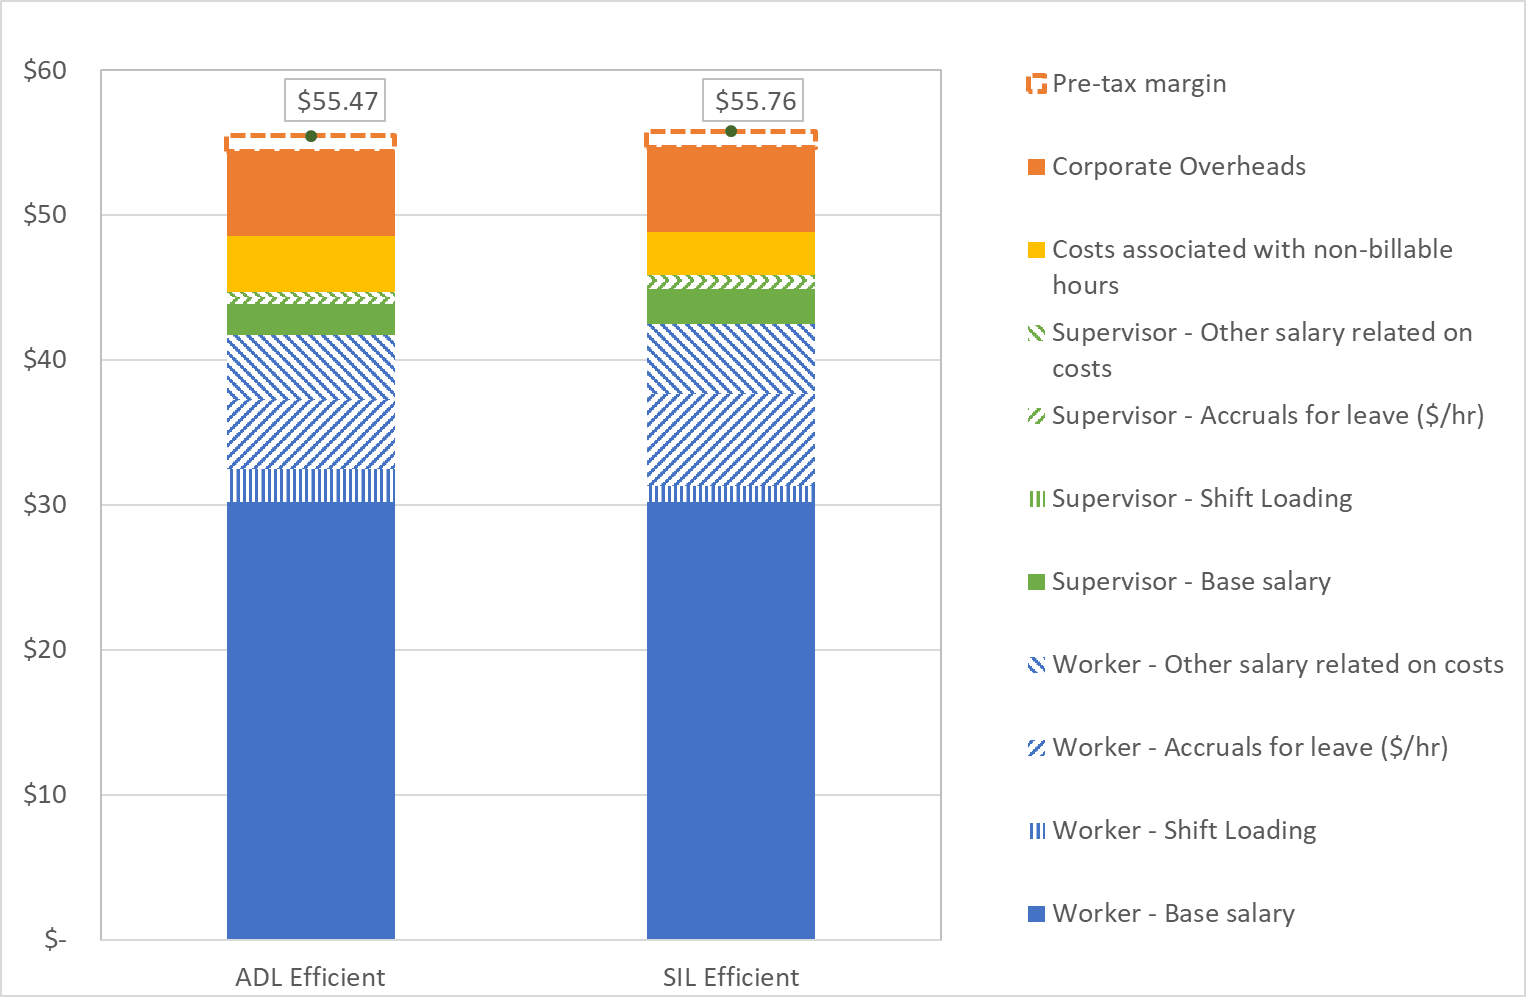 $60
$50
$40
$30
$20
$10
$-
$55.47
$55.76
ADL Efficient
SIL Efficient
Pre-tax margin
Corporate Overheads
Costs associated with non-billable
hours
Supervisor - Other salary related on
costs
Supervisor - Accruals for leave ($/hr)
Supervisor - Shift Loading
Supervisor - Base salary
Worker - Other salary related on costs
Worker - Accruals for leave ($/hr)
Worker - Shift Loading
Worker - Base salary